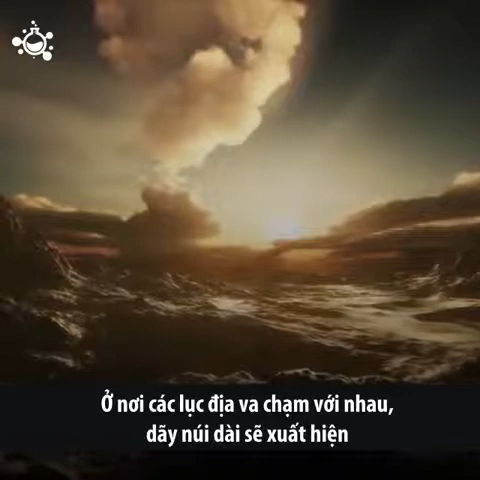 Ở nơi các lục địa va chạm với nhau,
dãy núi dài sẽ xuất hiện